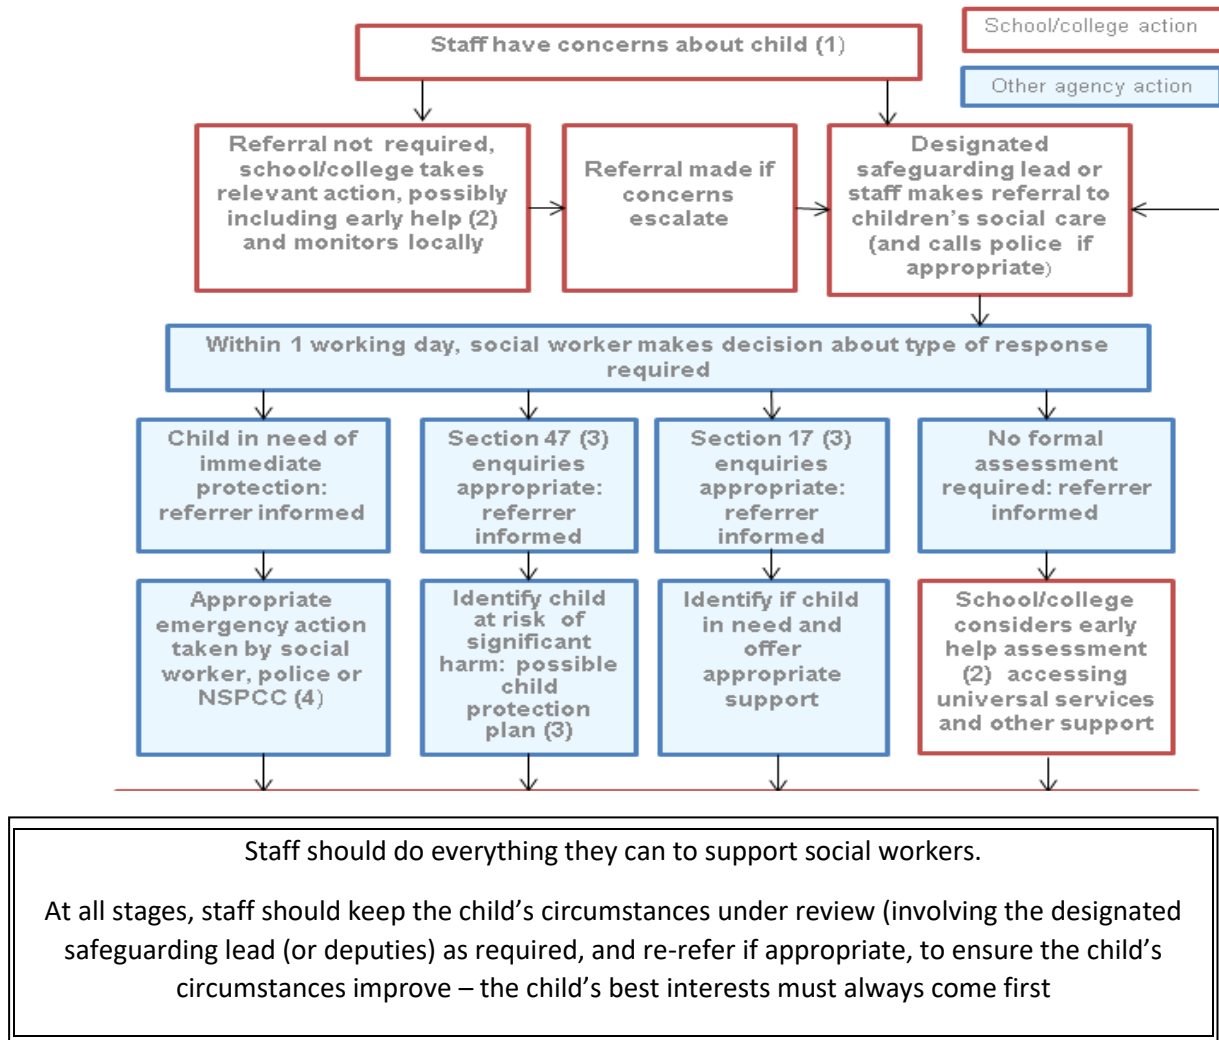 Staff have concerns about child (1)
School/college action
Other agency action
Referral not required,
school/college takes
relevant action, possibly
including early help (2)
and monitors locally
Referral made if
concerns
escalate
Designated
safeguarding lead or
staff makes referral to
children's social care
(and calls police if
appropriate)
Within 1 working day, social worker makes decision about type of response
required
Child in need of
immediate
protection:
referrer informed
Section 47 (3)
enquiries
appropriate:
referrer
informed
Section 17 (3)
enquiries
appropriate:
referrer
informed
No formal
assessment
required: referrer
informed
Appropriate
emergency action
taken by social
worker, police or
NSPCC (4)
Identify child
at risk of
significant
harm: possible
child
protection
plan (3)
Identify if child
in need and
offer
appropriate
support
School/college
considers early
help assessment
(2) accessing
universal services
and other support
Staff should do everything they can to support social workers.
At all stages, staff should keep the child’s circumstances under review (involving the designated
safeguarding lead (or deputies) as required, and re-refer if appropriate, to ensure the child’s
circumstances improve – the child’s best interests must always come first